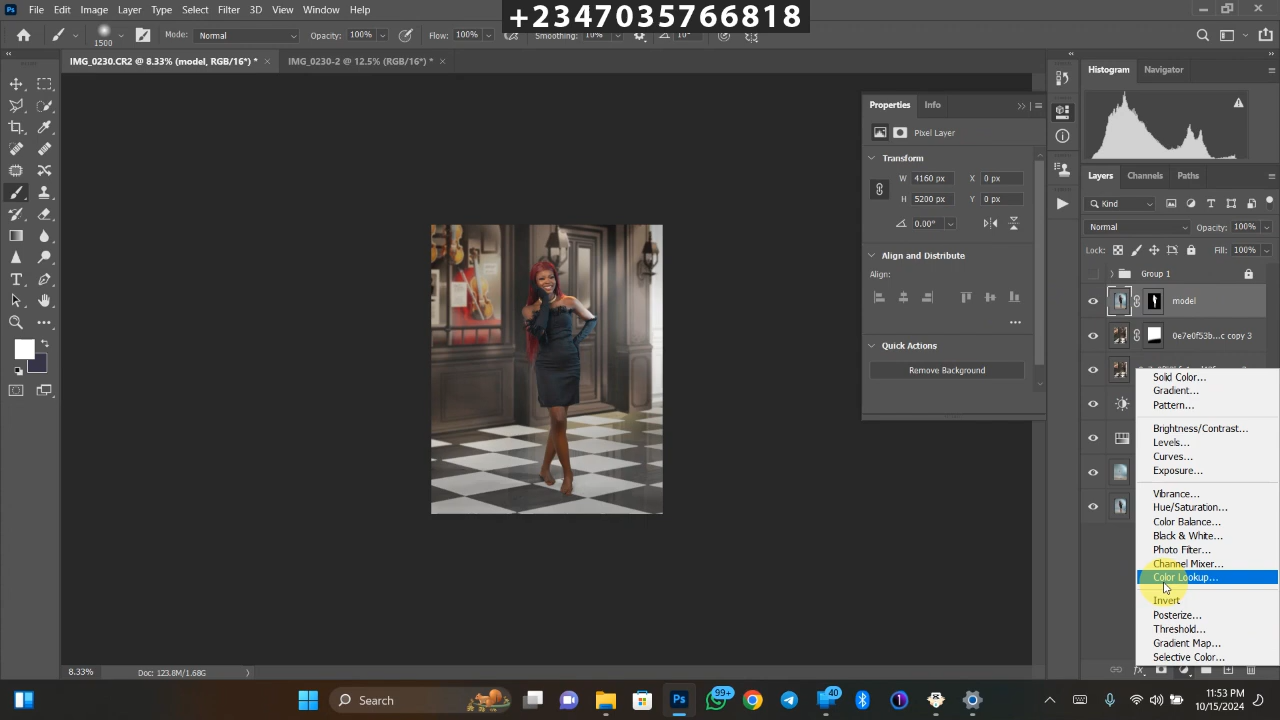 +2347035766818
Ps File Edit Image Layer Type Select Filter 3D View Window Help
1500 Mode: Normal Opacity: 100% Flow: 100% Smoothing: 10% 10°
IMG_0230.CR2 @ 8.33% (model, RGB/16*) * × IMG_0230-2 @ 12.5% (RGB/16*) * ×
Histogram Navigator
Properties Info
Pixel Layer
Transform
W 4160 px X 0 px
H 5200 px Y 0 px
0.00°
Align and Distribute
Align:
Quick Actions
Remove Background
Layers Channels Paths
Kind
Normal Opacity: 100%
Lock: Fill: 100%
Group 1
model
0e7e0f53b...c copy 3
Solid Color...
Gradient...
Pattern...
Brightness/Contrast...
Levels...
Curves...
Exposure...
Vibrance...
Hue/Saturation...
Color Balance...
Black & White...
Photo Filter...
Channel Mixer...
Color Lookup...
Invert
Posterize...
Threshold...
Gradient Map...
Selective Color...
8.33% Doc: 123.8M/1.68G
Search
Ps
99+
40
11:53 PM
10/15/2024